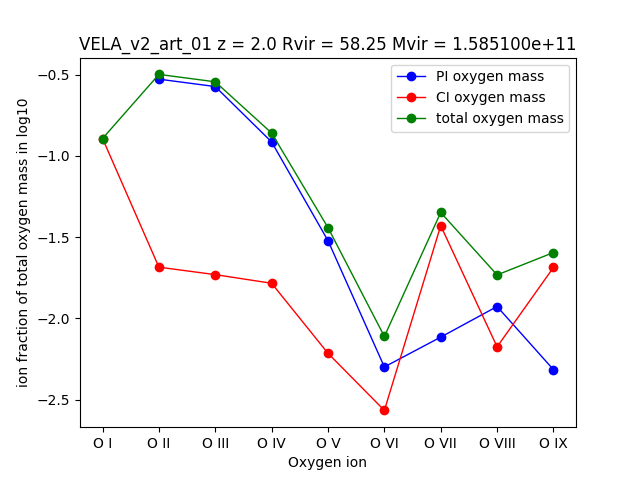 VELA_v2_art_01 z = 2.0 Rvir = 58.25 Mvir = 1.585100e+11
PI oxygen mass
CI oxygen mass
total oxygen mass
ion fraction of total oxygen mass in log10
−0.5
−1.0
−1.5
−2.0
−2.5
O I O II O III O IV O V O VI O VII O VIII O IX
Oxygen ion